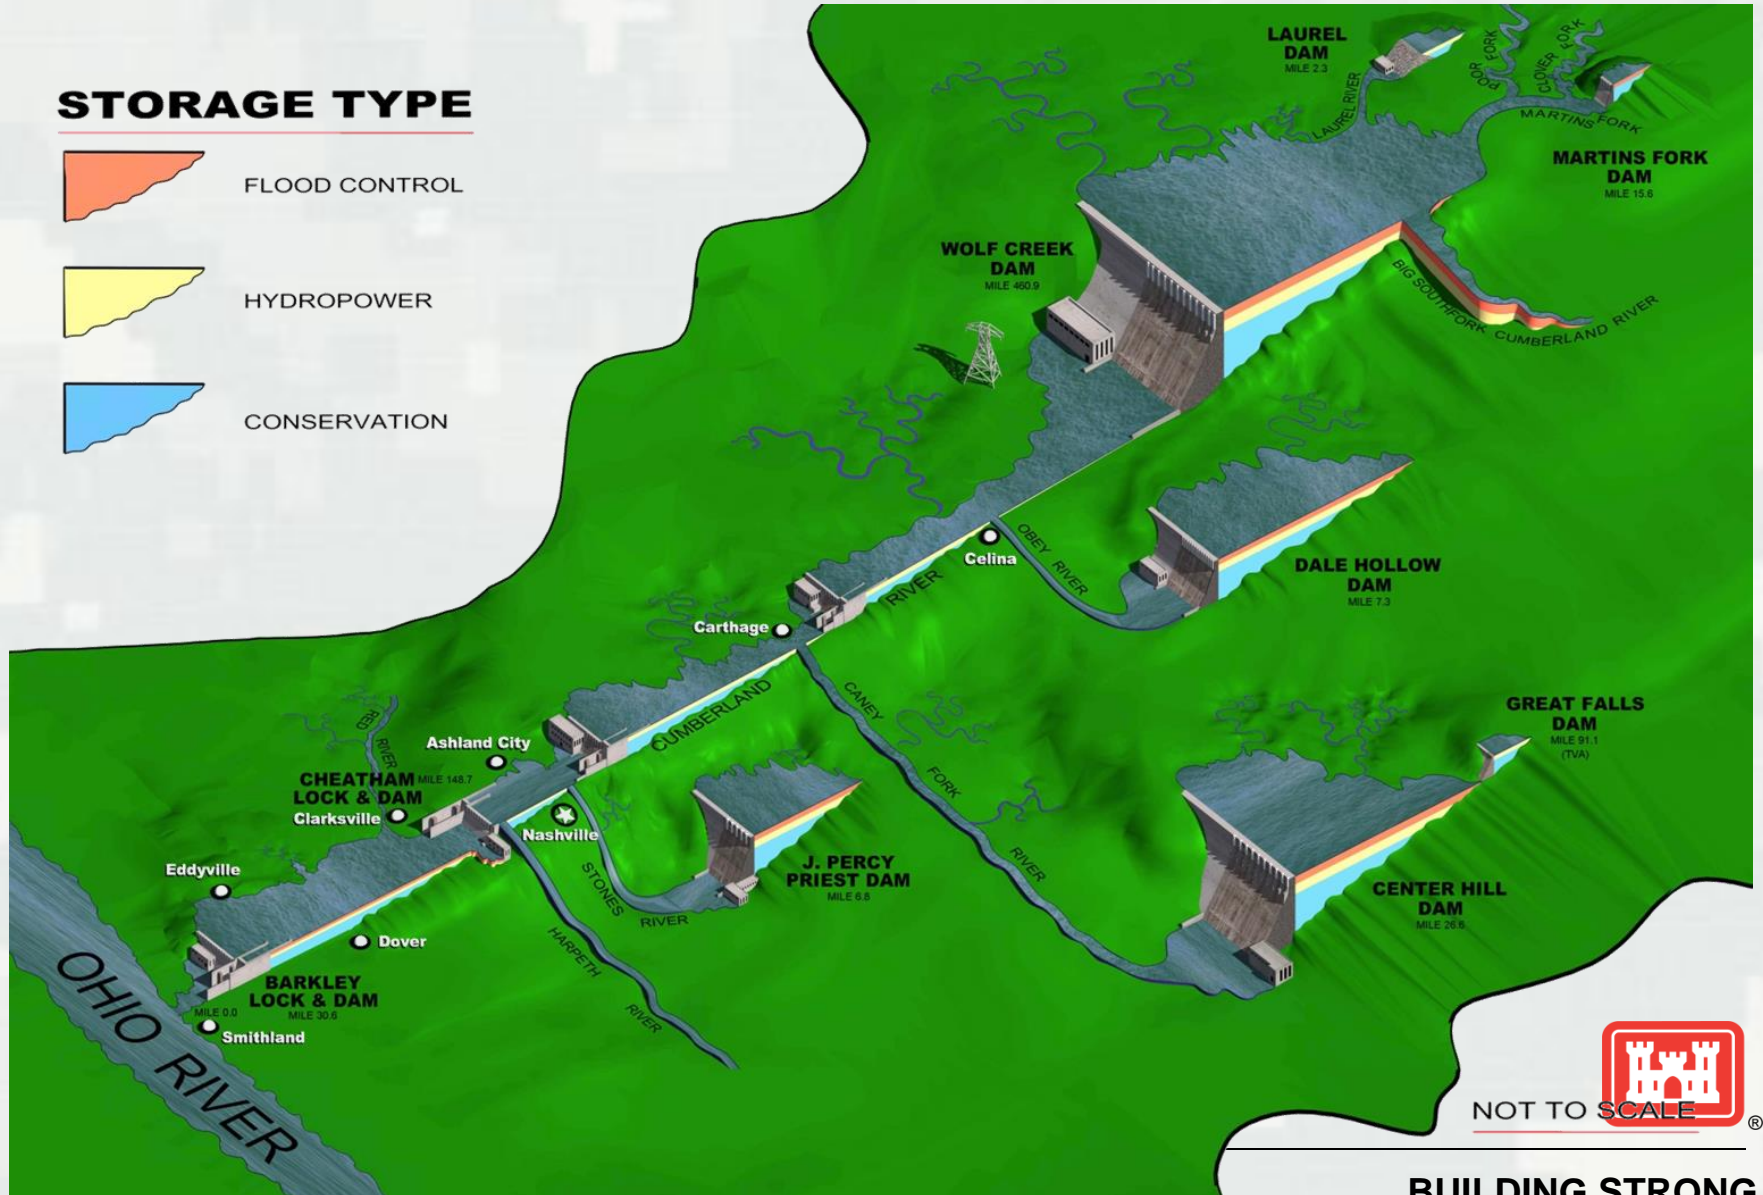 STORAGE TYPE
FLOOD CONTROL
HYDROPOWER
CONSERVATION
LAUREL
DAM
MILE 2.3
LAUREL RIVER
POOR FORK
CLOVER FORK
MARTINS FORK
MARTINS FORK
DAM
MILE 15.6
WOLF CREEK
DAM
MILE 460.9
BIG SOUTHFORK CUMBERLAND RIVER
OBEY RIVER
Celina
DALE HOLLOW
DAM
MILE 7.3
Carthage
CUMBERLAND RIVER
CANEY FORK RIVER
GREAT FALLS
DAM
MILE 91.1
(TVA)
RED RIVER
Ashland City
CHEATHAM MILE 148.7
LOCK & DAM
Clarksville
Nashville
STONES RIVER
J. PERCY
PRIEST DAM
MILE 6.8
CENTER HILL
DAM
MILE 26.6
Eddyville
Dover
HARPETH RIVER
BARKLEY
LOCK & DAM
MILE 30.6
MILE 0.0
Smithland
OHIO RIVER
NOT TO SCALE
®
BUILDING STRONG